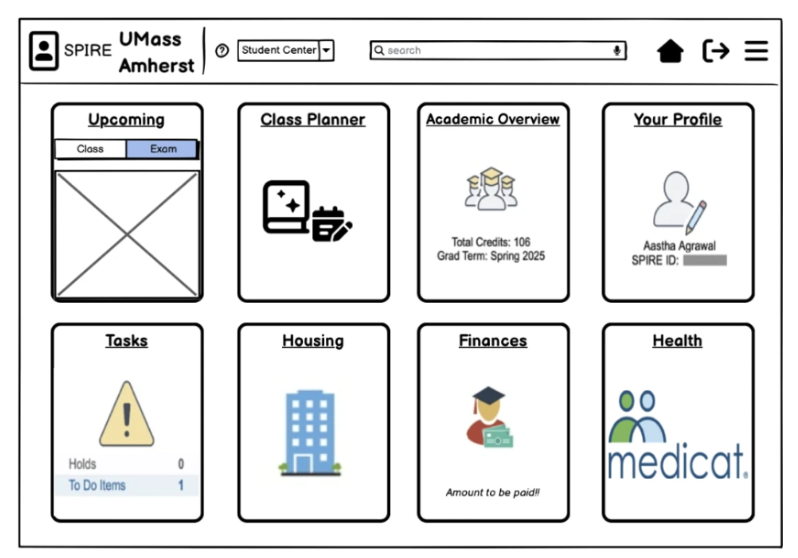 SPIRE
UMass
Amherst
?
Student Center
search
Upcoming
Class
Exam
Class Planner
Academic Overview
Total Credits: 106
Grad Term: Spring 2025
Your Profile
Aastha Agrawal
SPIRE ID:
Tasks
Holds 0
To Do Items 1
Housing
Finances
Amount to be paid!!
Health
medicat®